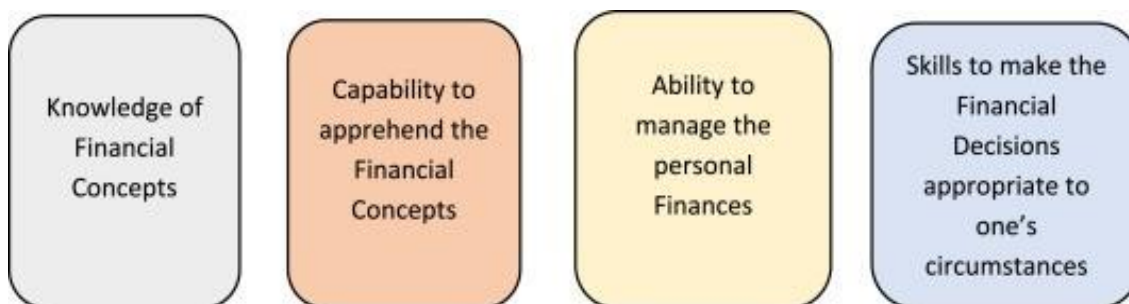 Knowledge of
Financial
Concepts
Capability to
apprehend the
Financial
Concepts
Ability to
manage the
personal
Finances
Skills to make the
Financial
Decisions
appropriate to
one’s
circumstances